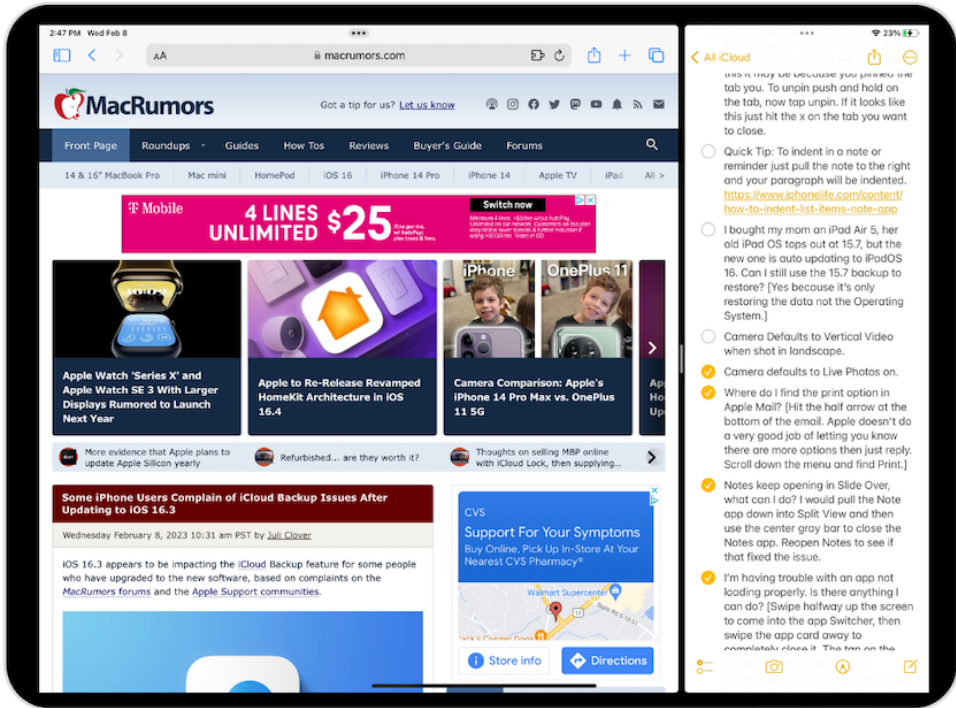 2:47 PM Wed Feb 8
AA
macrumors.com
MacRumors
Got a tip for us? Let us know
Front Page
Roundups
Guides
How Tos
Reviews
Buyer's Guide
Forums
14 & 16" MacBook Pro
Mac mini
HomePod
iOS 16
iPhone 14 Pro
iPhone 14
Apple TV
iPad
All >
T Mobile
4 LINES
UNLIMITED
$25
Switch now
iPhone
OnePlus 11
Apple Watch 'Series X' and
Apple Watch SE 3 With Larger
Displays Rumored to Launch
Next Year
Apple to Re-Release Revamped
HomeKit Architecture in iOS
16.4
Camera Comparison: Apple's
iPhone 14 Pro Max vs. OnePlus
11 5G
Ap
Ho
Up
More evidence that Apple plans to
update Apple Silicon yearly
Refurbished... are they worth it?
Thoughts on selling MBP online
with iCloud Lock, then supplying...
Some iPhone Users Complain of iCloud Backup Issues After
Updating to iOS 16.3
Wednesday February 8, 2023 10:31 am PST by Juli Clover
iOS 16.3 appears to be impacting the iCloud Backup feature for some people
who have upgraded to the new software, based on complaints on the
MacRumors forums and the Apple Support communities.
CVS
Support For Your Symptoms
Buy Online, Pick Up In-Store At Your
Nearest CVS Pharmacy®
Walmart Supercenter
12
Store info
Directions
23%
All iCloud
this it may be because you pinned the
tab you. To unpin push and hold on
the tab, now tap unpin. If it looks like
this just hit the x on the tab you want
to close.
Quick Tip: To indent in a note or
reminder just pull the note to the right
and your paragraph will be indented.
https://www.iphonelife.com/content/
how-to-indent-list-items-note-app
I bought my mom an iPad Air 5, her
old iPad OS tops out at 15.7, but the
new one is auto updating to iPadOS
16. Can I still use the 15.7 backup to
restore? [Yes because it's only
restoring the data not the Operating
System.]
Camera Defaults to Vertical Video
when shot in landscape.
Camera defaults to Live Photos on.
Where do I find the print option in
Apple Mail? [Hit the half arrow at the
bottom of the email. Apple doesn't do
a very good job of letting you know
there are more options then just reply.
Scroll down the menu and find Print.]
Notes keep opening in Slide Over,
what can I do? I would pull the Note
app down into Split View and then
use the center gray bar to close the
Notes app. Reopen Notes to see if
that fixed the issue.
I'm having trouble with an app not
loading properly. Is there anything I
can do? [Swipe halfway up the screen
to come into the app Switcher, then
swipe the app card away to
completely close it. The tap on the